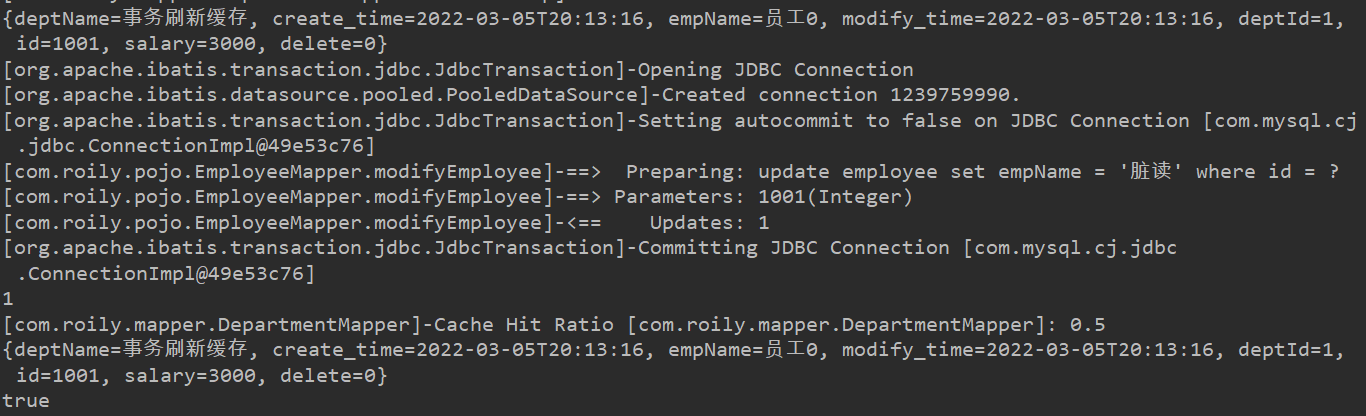 {deptName=事务刷新缓存, create_time=2022-03-05T20:13:16, empName=员工0, modify_time=2022-03-05T20:13:16, deptId=1,
id=1001, salary=3000, delete=0}
[org.apache.ibatis.transaction.jdbc.JdbcTransaction]-Opening JDBC Connection
[org.apache.ibatis.datasource.pooled.PooledDataSource]-Created connection 1239759990.
[org.apache.ibatis.transaction.jdbc.JdbcTransaction]-Setting autocommit to false on JDBC Connection [com.mysql.cj
.jdbc.ConnectionImpl@49e53c76]
[com.roily.pojo.EmployeeMapper.modifyEmployee]-==>  Preparing: update employee set empName = '脏读' where id = ?
[com.roily.pojo.EmployeeMapper.modifyEmployee]-==> Parameters: 1001(Integer)
[com.roily.pojo.EmployeeMapper.modifyEmployee]-<==    Updates: 1
[org.apache.ibatis.transaction.jdbc.JdbcTransaction]-Committing JDBC Connection [com.mysql.cj.jdbc
.ConnectionImpl@49e53c76]
1
[com.roily.mapper.DepartmentMapper]-Cache Hit Ratio [com.roily.mapper.DepartmentMapper]: 0.5
{deptName=事务刷新缓存, create_time=2022-03-05T20:13:16, empName=员工0, modify_time=2022-03-05T20:13:16, deptId=1,
id=1001, salary=3000, delete=0}
true